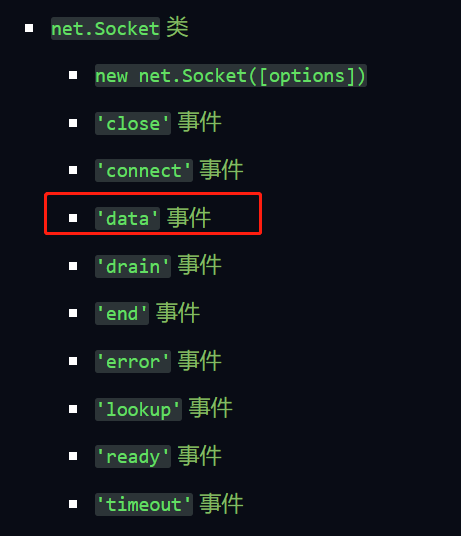 net.Socket 类
new net.Socket([options])
'close' 事件
'connect' 事件
'data' 事件
'drain' 事件
'end' 事件
'error' 事件
'lookup' 事件
'ready' 事件
'timeout' 事件